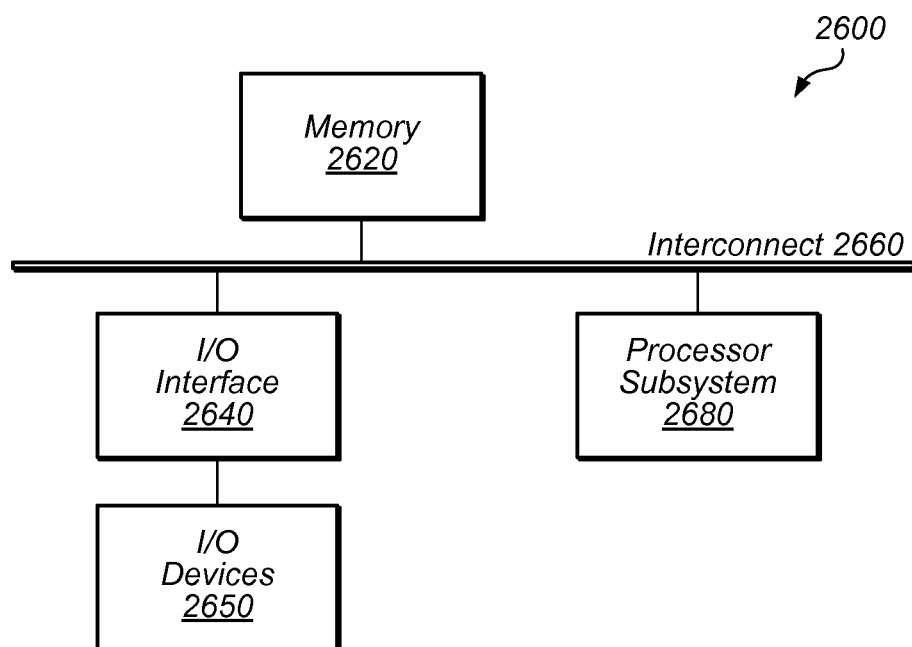 2600
Memory
2620
Interconnect 2660
I/O
Interface
2640
Processor
Subsystem
2680
I/O
Devices
2650